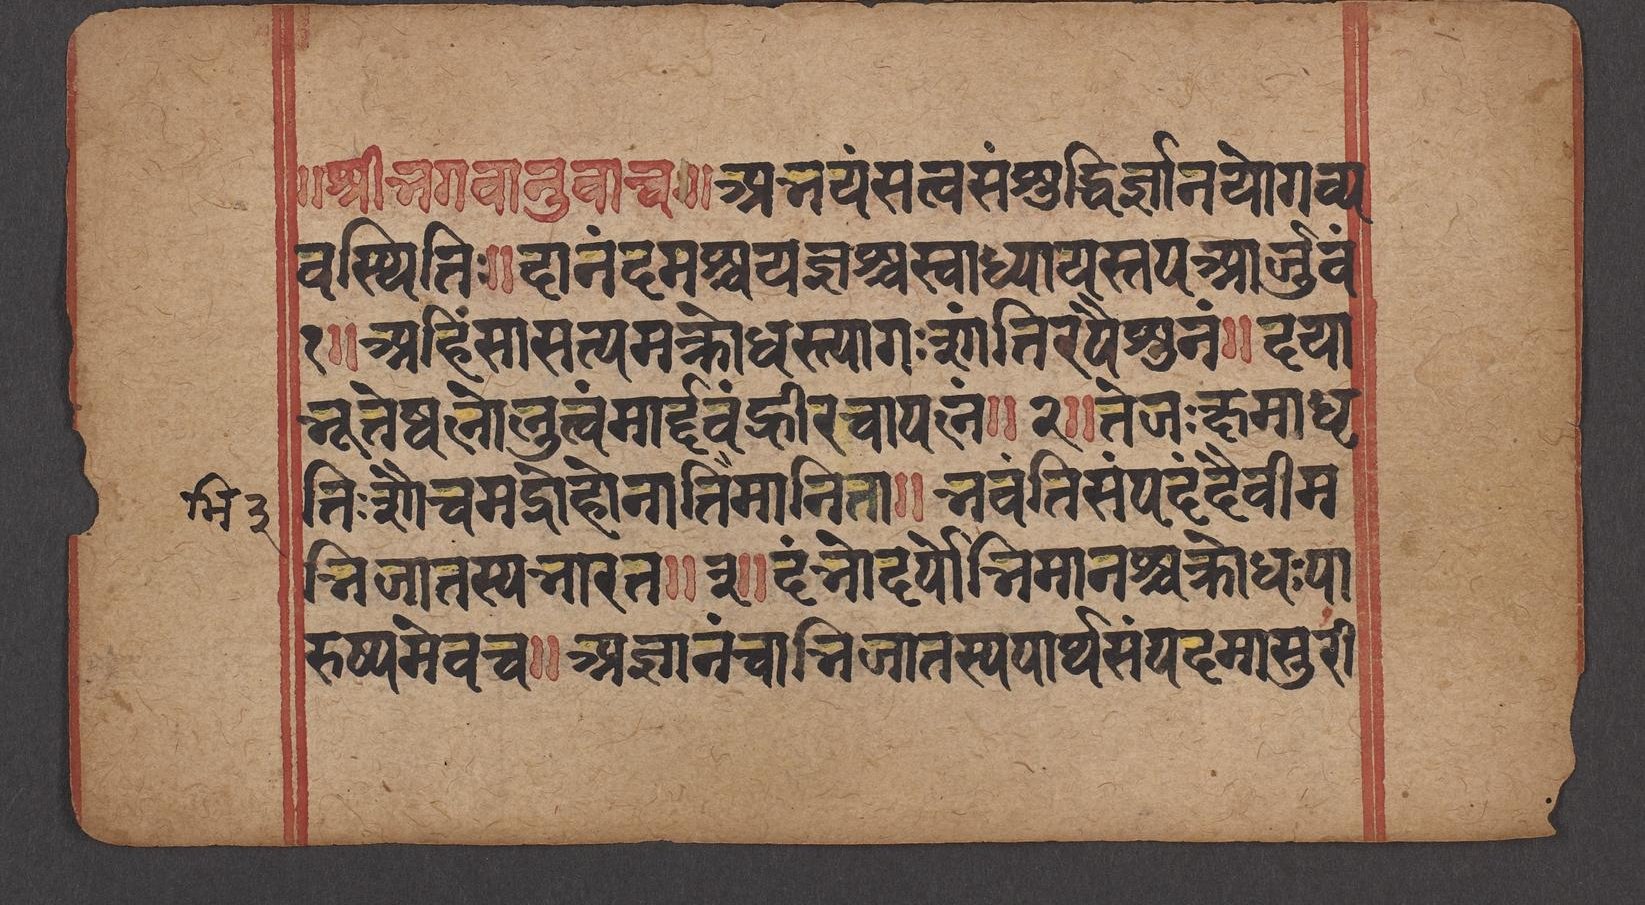 ॥श्रीभगवानुवाच॥ अभयंसत्वसंशुद्धिर्ज्ञानयोगव्य
वस्थितिः॥दानंदमश्चयज्ञश्चस्वाध्यायस्तपआर्जुवं
१॥अहिंसासत्यमक्रोधस्त्यागःशांतिरपैशुनं॥दया
भूतेष्वलोलुत्वंमार्द्दवंह्रीरचापलं॥२॥तेजःक्षमाधृ
तिःशौचमद्रोहोनातिमानिता॥भवंतिसंपदंदैवीम
भिजातस्यभारत॥३॥दंभोदर्पोभिमानश्चक्रोधःपा
रुष्यमेवच॥अज्ञानंचाभिजातस्यपार्थसंपदमासुरीं
भि३